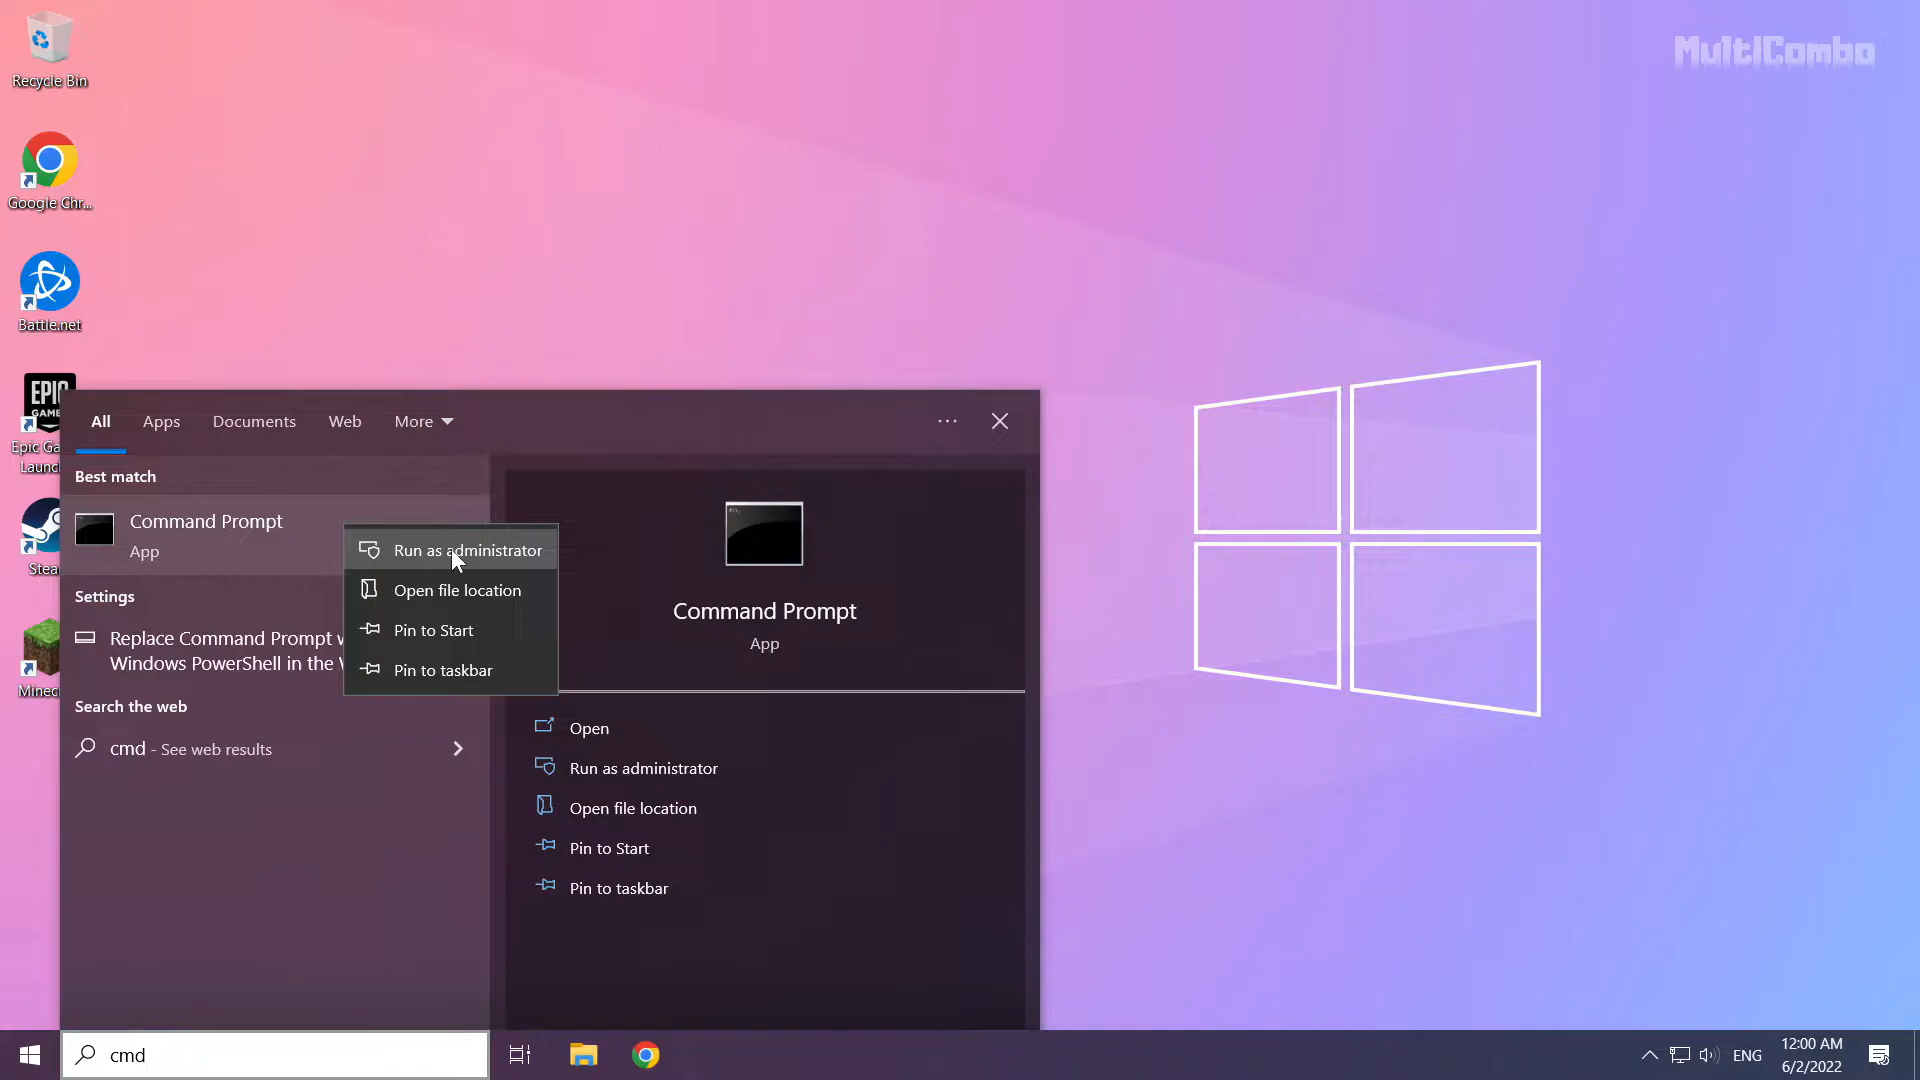 MultiCombo
Recycle Bin
Google Chr...
Battle.net
EPIC
GAME
Epic Ga
Launc
Stea
Minec
All
Apps
Documents
Web
More
Best match
Command Prompt
App
Settings
Replace Command Prompt w
Windows PowerShell in the
Search the web
cmd - See web results
Run as administrator
Open file location
Pin to Start
Pin to taskbar
Command Prompt
App
Open
Run as administrator
Open file location
Pin to Start
Pin to taskbar
cmd
ENG
12:00 AM
6/2/2022